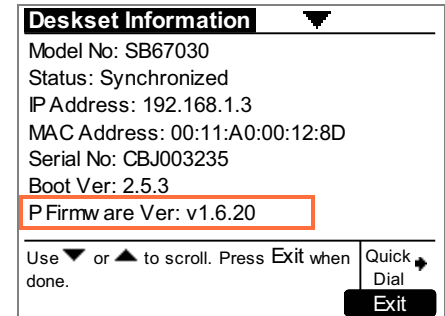 Deskset Information
Model No: SB67030
Status: Synchronized
IP Address: 192.168.1.3
MAC Address: 00:11:A0:00:12:8D
Serial No: CBJ003235
Boot Ver: 2.5.3
P Firmware Ver: v1.6.20
Use ▼ or ▲ to scroll. Press Exit when
done.
Quick
Dial
Exit